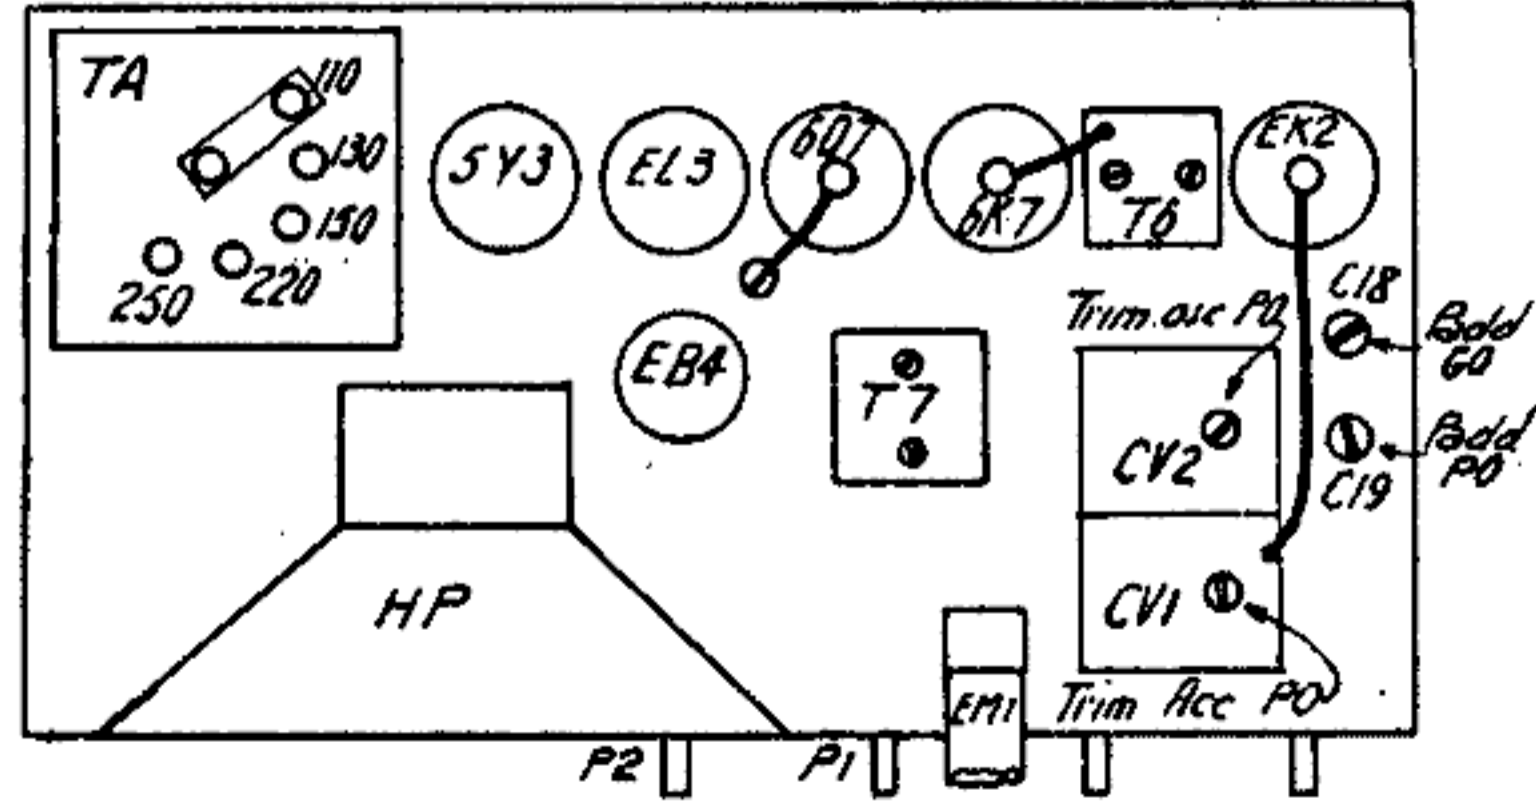 TA
110
130
150
220
250
5Y3
EL3
6Q7
6K7
T6
EK2
C18
Padd
GO
Trim. osc PO
EB4
T7
CV2
Padd
PO
C19
HP
CV1
EM1
Trim Acc PO
P2
P1